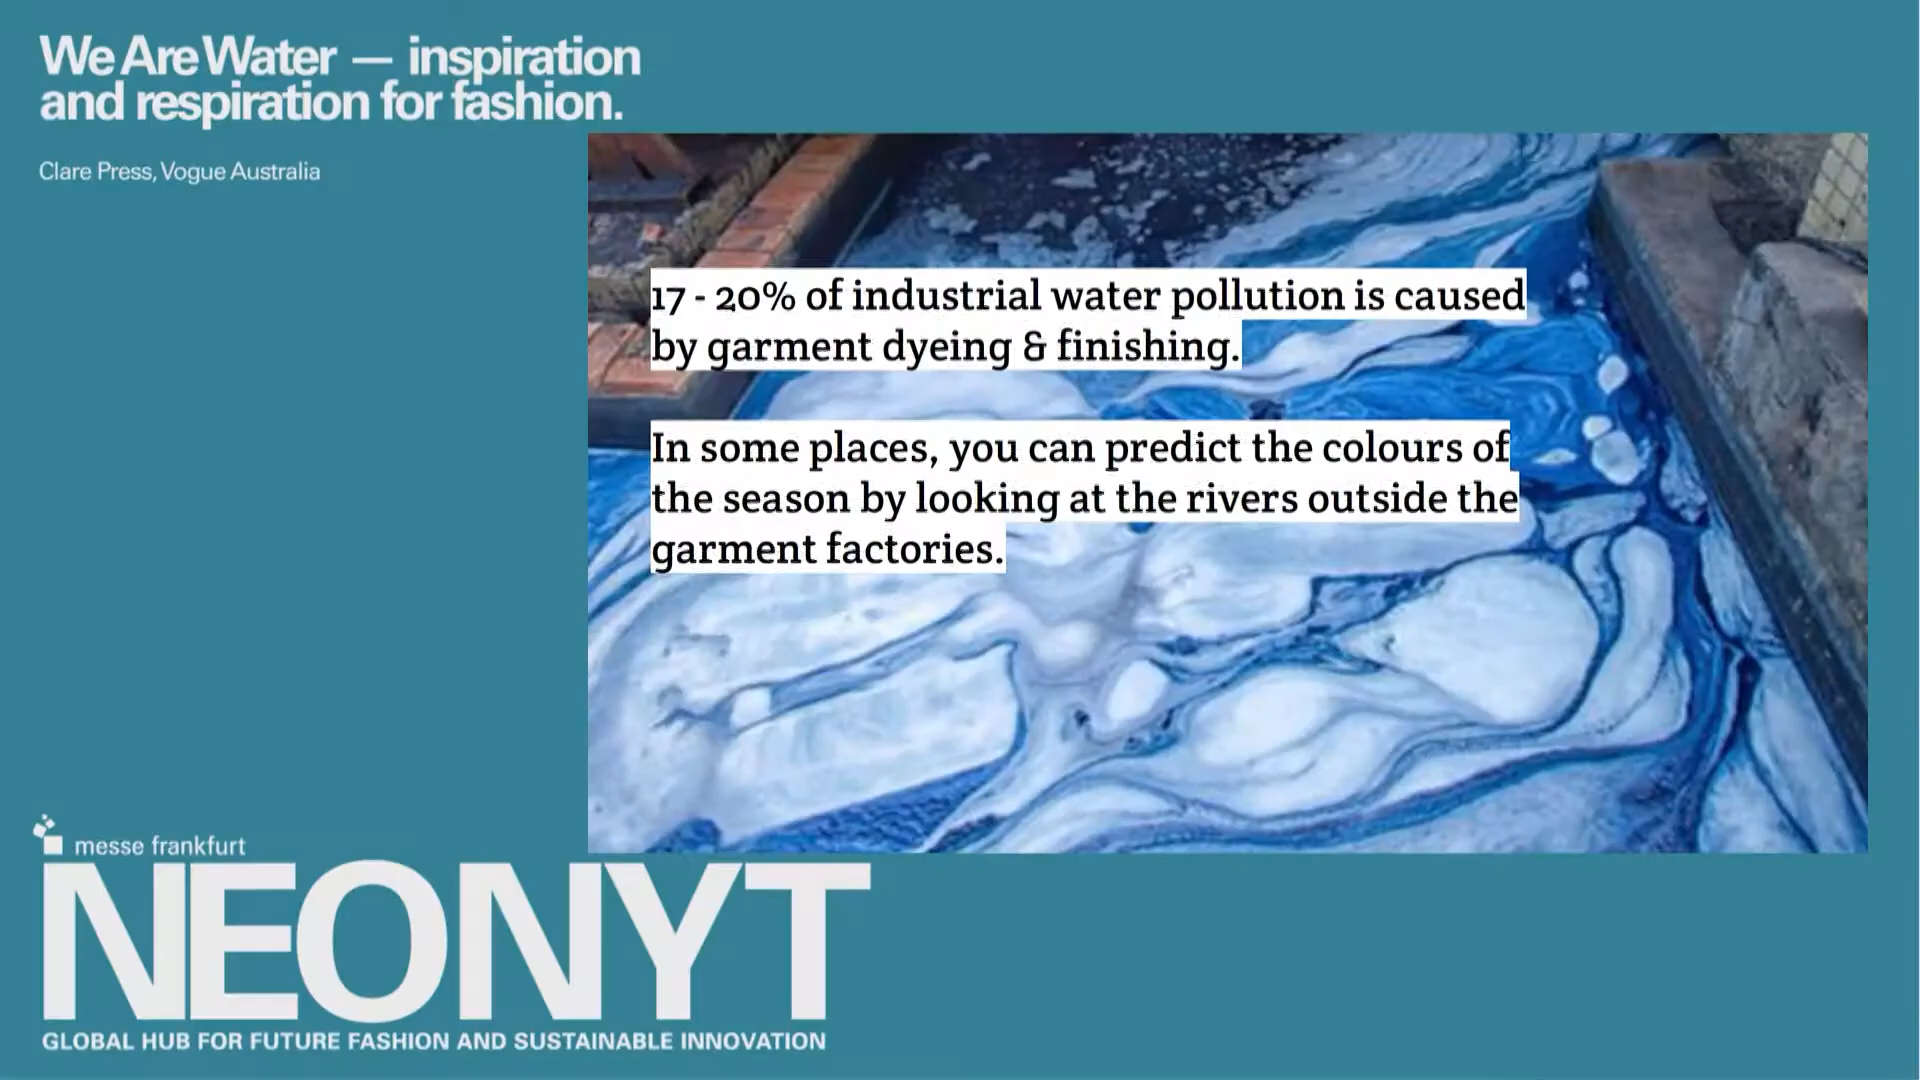 We Are Water — inspiration
and respiration for fashion.
Clare Press, Vogue Australia
17 - 20% of industrial water pollution is caused
by garment dyeing & finishing.
In some places, you can predict the colours of
the season by looking at the rivers outside the
garment factories.
messe frankfurt
NEONYT
GLOBAL HUB FOR FUTURE FASHION AND SUSTAINABLE INNOVATION